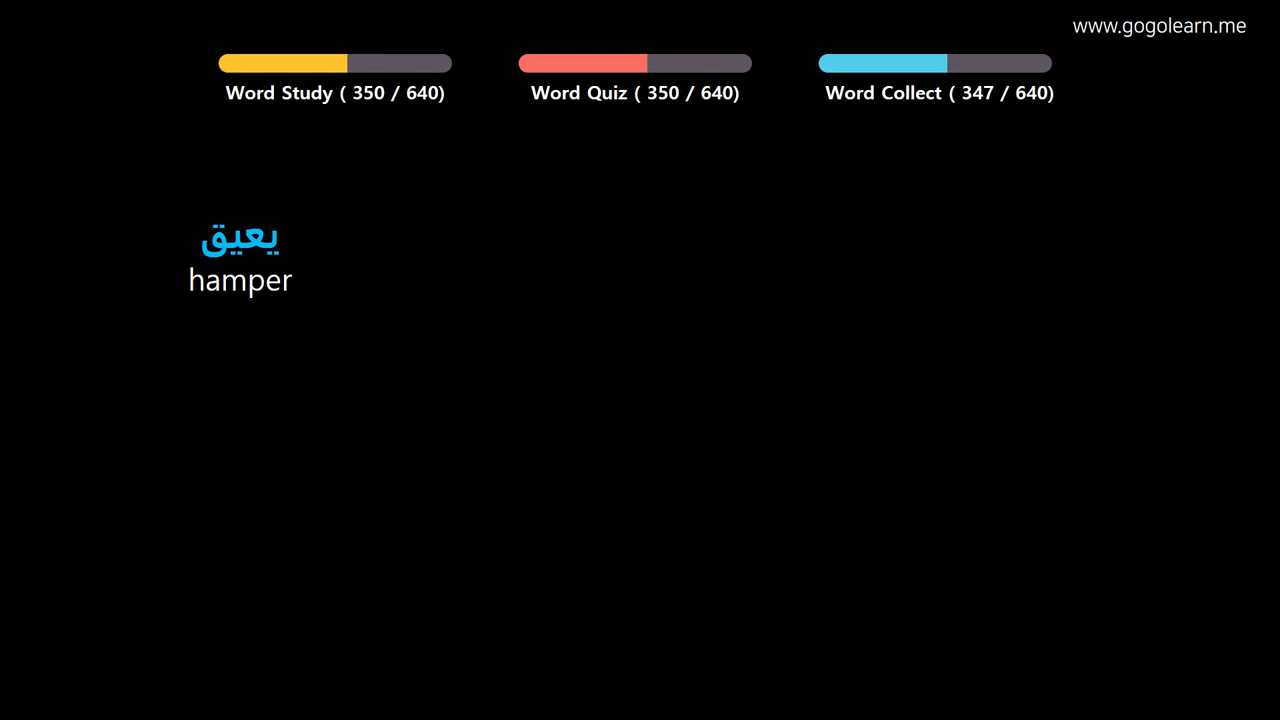 www.gogolearn.me
Word Study ( 350 / 640)
Word Quiz ( 350 / 640)
Word Collect ( 347 / 640)
يعيق
hamper